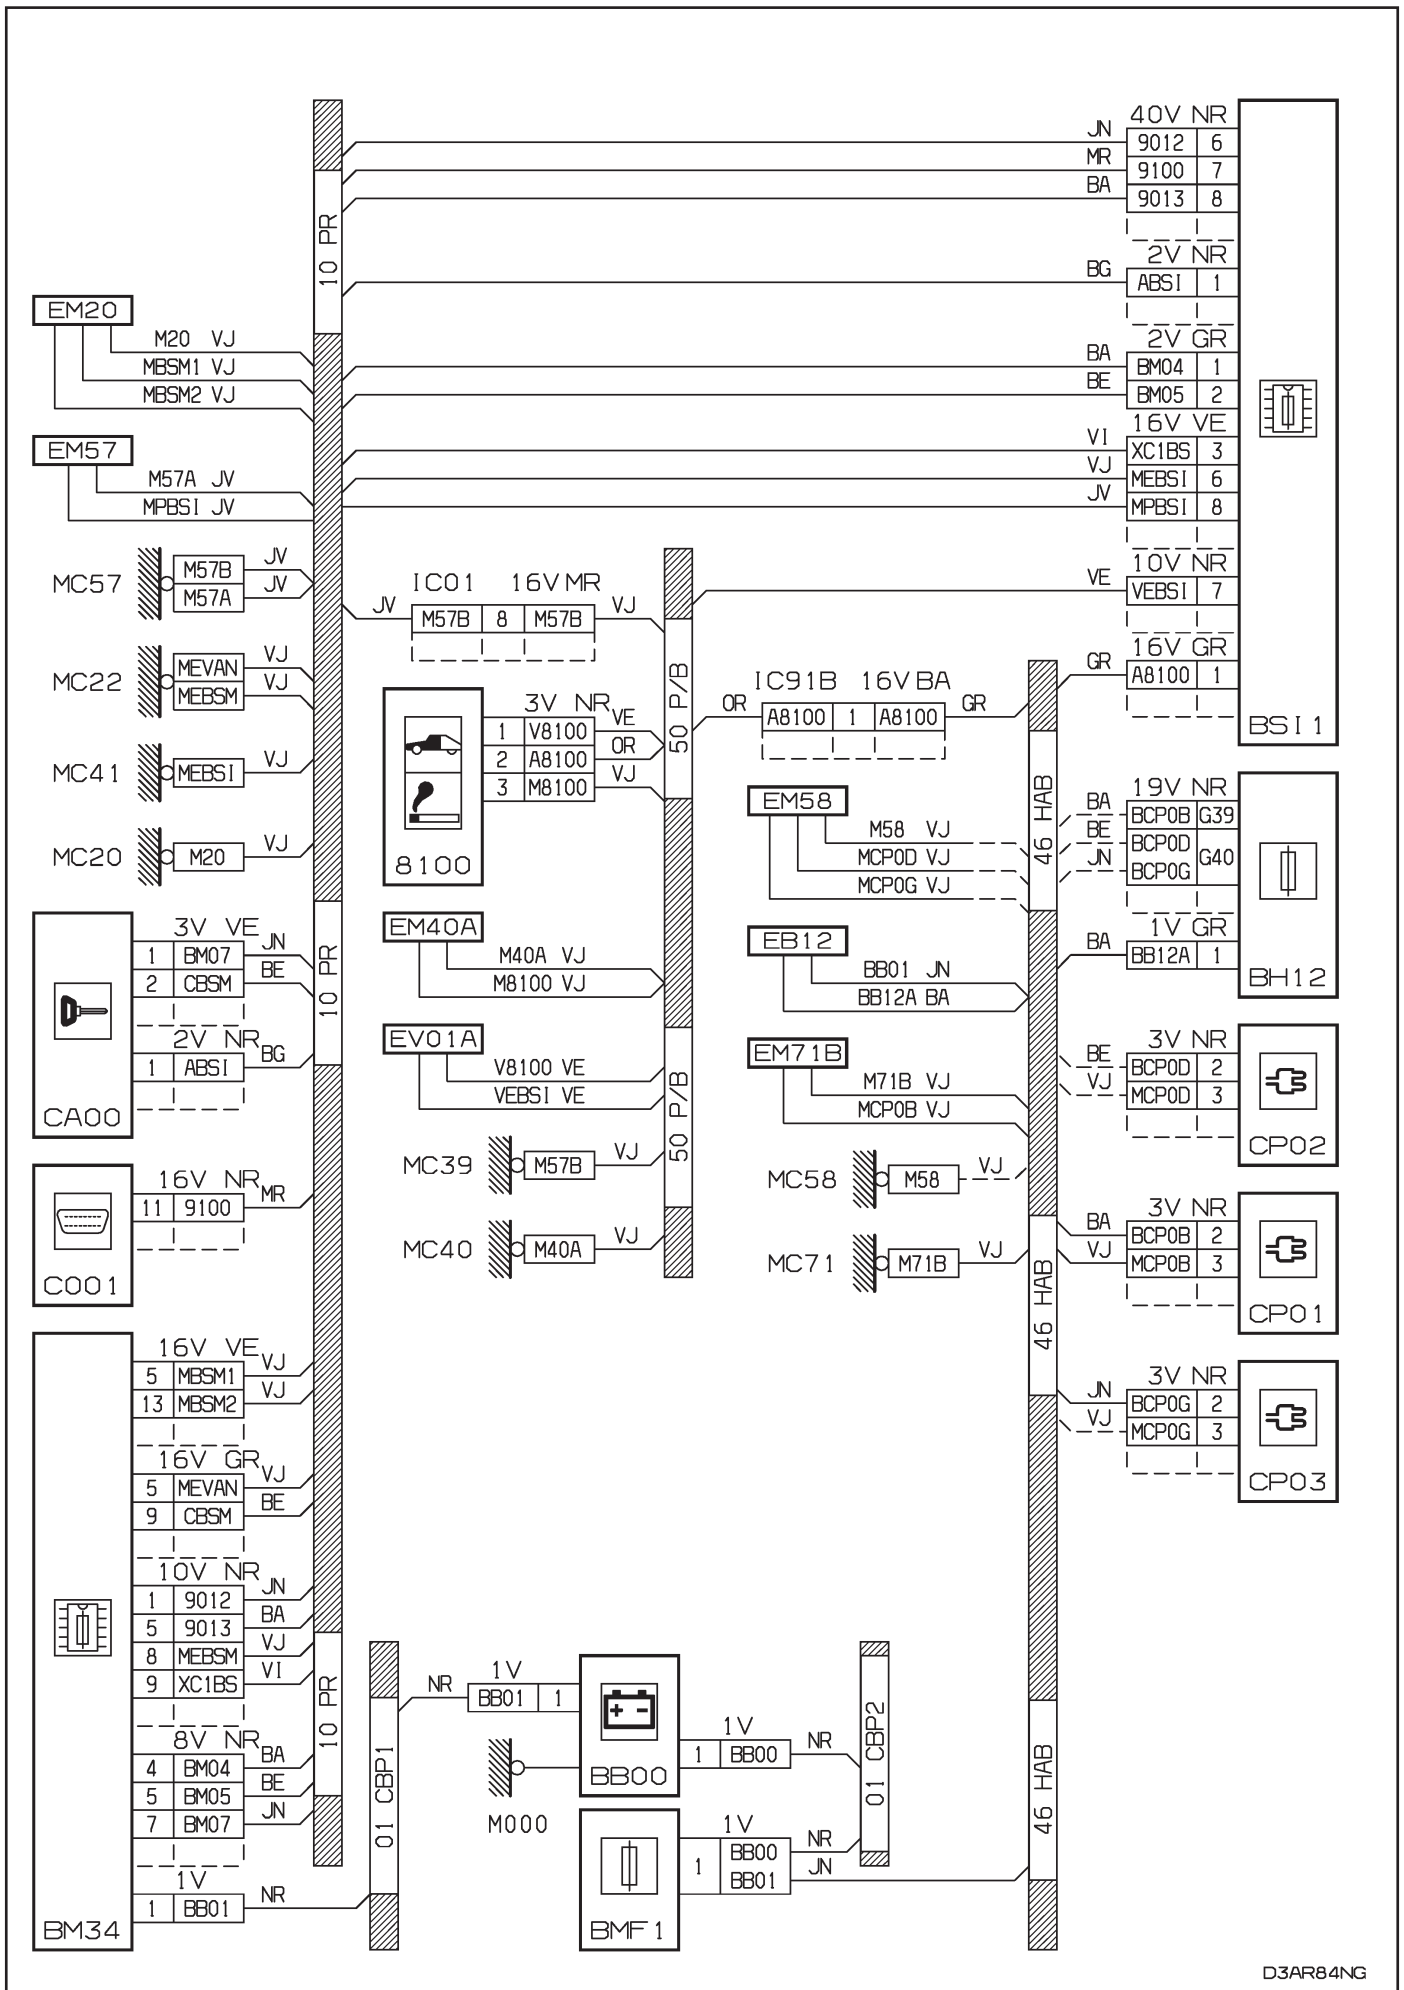 40V NR
JN 9012 6
MR 9100 7
BA 9013 8
2V NR
BG ABSI 1
2V GR
BA BM04 1
BE BM05 2
16V VE
VI XC1BS 3
VJ MEBSI 6
JV MPBSI 8
10V NR
VE VEBSI 7
16V GR
GR A8100 1
BSI1
10 PR
EM20
M20 VJ
MBSM1 VJ
MBSM2 VJ
EM57
M57A JV
MPBSI JV
MC57
M57B JV
M57A JV
MC22
MEVAN VJ
MEBSM VJ
MC41
MEBSI VJ
MC20
M20 VJ
3V VE
1 BM07 JN
2 CBSM BE
2V NR
1 ABSI BG
CA00
10 PR
16V NR
11 9100 MR
C001
16V VE
5 MBSM1 VJ
13 MBSM2 VJ
16V GR
5 MEVAN VJ
9 CBSM BE
10V NR
1 9012 JN
5 9013 BA
8 MEBSM VJ
9 XC1BS VI
8V NR
4 BM04 BA
5 BM05 BE
7 BM07 JN
1V
1 BB01 NR
BM34
10 PR
IC01 16V MR
JV M57B 8 M57B VJ
3V NR
1 V8100 VE
2 A8100 OR
3 M8100 VJ
8100
50 P/B
EM40A
M40A VJ
M8100 VJ
EV01A
V8100 VE
VEBSI VE
MC39
M57B VJ
MC40
M40A VJ
50 P/B
IC91B 16V BA
OR A8100 1 A8100 GR
EM58
M58 VJ
MCP0D VJ
MCP0G VJ
EB12
BB01 JN
BB12A BA
EM71B
M71B VJ
MCP0B VJ
MC58
M58 VJ
MC71
M71B VJ
46 HAB
46 HAB
46 HAB
19V NR
BA BCP0B G39
BE BCP0D G40
JN BCP0G
1V GR
BA BB12A 1
BH12
3V NR
BE BCP0D 2
VJ MCP0D 3
CP02
3V NR
BA BCP0B 2
VJ MCP0B 3
CP01
3V NR
JN BCP0G 2
VJ MCP0G 3
CP03
01 CBP1
1V
NR BB01 1
+ -
BB00
M000
1V
1 BB00 NR
01 CBP2
1V
1 BB00 NR
BB01 JN
BMF1
D3AR84NG